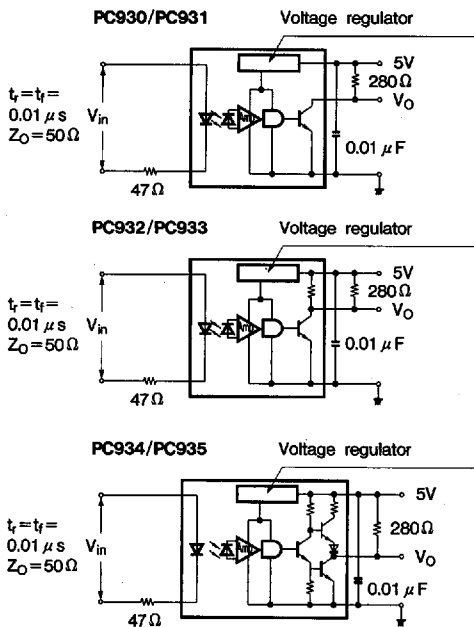 PC930/PC931
Voltage regulator
5V
280Ω
tr=tf=
0.01 μs
ZO=50Ω
Vin
Amp
VO
0.01 μF
47Ω
PC932/PC933
Voltage regulator
5V
280Ω
tr=tf=
0.01 μs
ZO=50Ω
Vin
Amp
VO
0.01 μF
47Ω
PC934/PC935
Voltage regulator
5V
tr=tf=
0.01 μs
ZO=50Ω
Vin
Amp
280Ω
VO
0.01 μF
47Ω